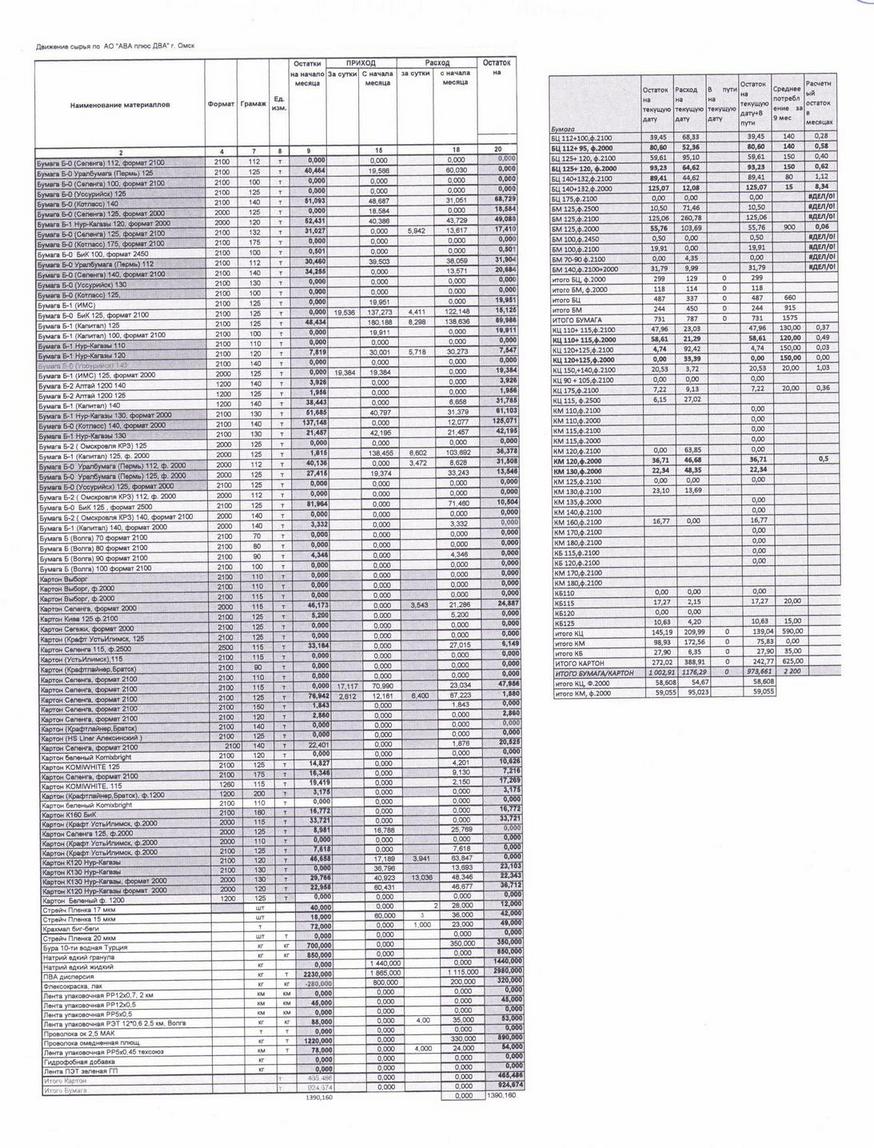 Движение сырья по АО "АВА плюс ДВА" г. Омск
Наименование материаллов Формат Грамаж Ед. изм. Остатки на начало месяца ПРИХОД За сутки С начала месяца Расход за сутки с начала месяца Остаток на
2 4 7 8 9 15 18 20
Бумага Б-0 (Селенга) 112, формат 2100 2100 112 т 0,000 0,000 0,000 0,000
Бумага Б-0 Уралбумага (Пермь) 125 2100 125 т 40,464 19,566 60,030 0,000
Бумага Б-0 (Селенга) 100, формат 2100 2100 100 т 0,000 0,000 0,000 0,000
Бумага Б-0 (Уссурийск) 125 2100 125 т 0,000 0,000 0,000 0,000
Бумага Б-0 (Котласс) 140 2100 140 т 51,093 48,687 31,051 68,729
Бумага Б-0 (Селенга) 125, формат 2000 2000 125 т 0,000 18,584 0,000 18,584
Бумага Б-1 Нур-Кагазы 120, формат 2000 2000 120 т 52,431 40,386 43,729 49,088
Бумага Б-0 (Селенга) 125, формат 2100 2100 132 т 31,027 0,000 5,942 13,617 17,410
Бумага Б-0 (Котласс) 175, формат 2100 2100 175 т 0,000 0,000 0,000 0,000
Бумага Б-0 БиК 100, формат 2450 2100 100 т 0,501 0,000 0,000 0,501
Бумага Б-0 Уралбумага (Пермь) 112 2100 112 т 30,460 39,503 38,059 31,904
Бумага Б-0 (Селенга) 140, формат 2100 2100 140 т 34,255 0,000 13,571 20,684
Бумага Б-0 (Уссурийск) 130 2100 130 т 0,000 0,000 0,000 0,000
Бумага Б-0 (Котласс) 125, 2100 100 т 0,000 0,000 0,000 0,000
Бумага Б-1 (ИМС) 2100 125 т 0,000 19,951 0,000 19,951
Бумага Б-0 БиК 125, формат 2100 2100 125 т 0,000 19,536 137,273 4,411 122,148 15,125
Бумага Б-1 (Капитал) 125 2100 125 т 48,434 160,188 8,298 138,636 69,986
Бумага Б-1 (Капитал) 100, формат 2100 2100 100 т 0,000 19,911 0,000 19,911
Бумага Б-1 Нур-Кагазы 110 2100 110 т 0,000 0,000 0,000 0,000
Бумага Б-1 Нур-Кагазы 120 2100 120 т 7,819 30,001 5,718 30,273 7,547
2100 140 т 0,000 0,000 0,000 0,000
Бумага Б-1 (ИМС) 125, формат 2100 2000 125 т 0,000 19,384 19,384 0,000 19,384
Бумага Б-2 Алтай 1200 140 1200 140 т 3,926 0,000 0,000 3,926
Бумага Б-2 Алтай 1200 125 1200 125 т 1,956 0,000 0,000 1,956
Бумага Б-1 (Капитал) 140 1200 140 т 38,443 0,000 6,658 31,785
Бумага Б-1 Нур-Кагазы 130, формат 2000 2100 130 т 51,685 40,797 31,379 61,103
Бумага Б-0 (Котласс) 140, формат 2000 2000 140 т 137,148 0,000 12,077 125,071
Бумага Б-1 Нур-Кагазы 130 2100 130 т 21,457 42,195 21,457 42,195
Бумага Б-2 ( Омскровля КРЗ) 125 2000 125 т 0,000 0,000 0,000 0,000
Бумага Б-1 (Капитал) 125, ф. 2000 2000 125 т 1,615 138,455 6,602 103,692 36,378
Бумага Б-0 Уралбумага (Пермь) 112, ф. 2000 2000 112 т 40,136 0,000 3,472 8,628 31,508
Бумага Б-0 Уралбумага (Пермь) 125, ф. 2000 2000 125 т 27,415 19,374 33,243 13,546
Бумага Б-0 (Уссурийск) 125, формат 2000 2000 125 т 0,000 0,000 0,000 0,000
Бумага Б-2 ( Омскровля КРЗ) 112, ф. 2000 2000 112 т 0,000 0,000 0,000 0,000
Бумага Б-0 БиК 125 , формат 2500 2100 125 т 81,964 0,000 71,460 10,504
Бумага Б-2 ( Омскровля КРЗ) 140, формат 2100 2000 140 т 0,000 0,000 0,000 0,000
Бумага Б-1 (Капитал) 140, формат 2000 2000 140 т 3,332 0,000 3,332 0,000
Бумага Б (Волга) 70 формат 2100 2100 70 т 0,000 0,000 0,000 0,000
Бумага Б (Волга) 80 формат 2100 2100 80 т 0,000 0,000 0,000 0,000
Бумага Б (Волга) 90 формат 2100 2100 90 т 4,346 0,000 4,346 0,000
Бумага Б (Волга) 100 формат 2100 2100 100 т 0,000 0,000 0,000 0,000
Картон Выборг 2100 110 т 0,000 0,000 0,000 0,000
Картон Выборг, ф.2000 2100 110 т 0,000 0,000 0,000 0,000
Картон Выборг, ф.2000 2100 115 т 0,000 0,000 0,000 0,000
Картон Селенга, формат 2000 2000 115 т 46,173 0,000 3,543 21,286 24,887
Картон Кива 125 ф.2100 2100 125 т 5,200 0,000 5,200 0,000
Картон Сегежи, формат 2000 2100 125 т 0,000 0,000 0,000 0,000
Картон (Крафт УстьИлимск, 125 2100 125 т 0,000 0,000 0,000 0,000
Картон Селенга 115, ф.2500 2500 115 т 33,164 0,000 27,015 6,149
Картон (УстьИлимск),115 2100 115 т 0,000 0,000 0,000 0,000
Картон (Крафтлайнер,Братск) 2100 90 т 0,000 0,000 0,000 0,000
Картон Селенга, формат 2100 2100 110 т 0,000 0,000 0,000 0,000
Картон Селенга, формат 2100 2100 115 т 0,000 17,117 70,990 23,034 47,956
Картон Селенга, формат 2100 2100 125 т 76,942 2,612 12,161 6,400 87,223 1,880
Картон Селенга, формат 2100 2100 150 т 1,843 0,000 1,843 0,000
Картон Селенга, формат 2100 2100 120 т 2,860 0,000 0,000 2,860
Картон (Крафтлайнер,Братск) 2100 140 т 0,000 0,000 0,000 0,000
Картон (HS Liner Алексинский ) 2100 125 т 0,000 0,000 0,000 0,000
Картон Селенга, формат 2100 2100 140 т 22,401 0,000 1,876 20,525
Картон беленый Komixbright 2100 120 т 0,000 0,000 0,000 0,000
Картон KOMIWHITE 125 2100 125 т 14,827 0,000 4,201 10,626
Картон Селенга, формат 2100 2100 175 т 16,346 0,000 9,130 7,216
Картон KOMIWHITE, 115 1260 115 т 19,419 0,000 2,150 17,269
Картон (Крафтлайнер,Братск), ф.1200 1200 200 т 3,175 0,000 0,000 3,175
Картон беленый Komixbright 2100 110 т 0,000 0,000 0,000 0,000
Картон К160 БиК 2100 160 т 16,772 0,000 0,000 16,772
Картон (Крафт УстьИлимск, ф.2000 2000 115 т 33,721 0,000 0,000 33,721
Картон Селенга 125, ф.2000 2000 125 т 8,981 16,788 25,769 0,000
Картон (Крафт УстьИлимск, ф.2000 2000 110 т 0,000 0,000 0,000 0,000
Картон (Крафт УстьИлимск, ф.2000 2100 125 т 7,618 0,000 7,618 0,000
Картон К120 Нур-Кагазы 2100 120 т 46,658 17,189 3,941 63,847 0,000
Картон К130 Нур-Кагазы 2100 130 т 0,000 36,796 13,693 23,103
Картон К130 Нур-Кагазы, формат 2000 2000 130 т 29,766 40,923 13,036 48,346 22,343
Картон К120 Нур-Кагазы формат 2000 2000 120 т 22,958 60,431 46,677 36,712
Картон Беленый ф. 1200 1200 125 т 0,000 0,000 0,000 0,000
Стрейч Пленка 17 мкм шт 40,000 0,000 2 28,000 12,000
Стрейч Пленка 15 мкм шт 18,000 60,000 3 36,000 42,000
Крахмал биг-беги т 72,000 0,000 1,000 23,000 49,000
Стрейч Пленка 20 мкм шт т 0,000 0,000 0,000 0,000
Бура 10-ти водная Турция кг кг 700,000 0,000 350,000 350,000
Натрий едкий гранула кг кг 850,000 0,000 0,000 850,000
Натрий едкий жидкий кг 0,000 1 440,000 0,000 1440,000
ПВА дисперсия кг т 2230,000 1 865,000 1 115,000 2980,000
Флексокраска, лак кг кг -280,000 800,000 200,000 320,000
Лента упаковочная РР12х0,7; 2 км км км 0,000 0,000 0,000 0,000
Лента упаковочная РР12х0,5 км км 45,000 0,000 0,000 45,000
Лента упаковочная РР5х0,5 км км 0,000 0,000 0,000 0,000
Лента упаковочная РЭТ 12*0,6 2,5 км, Волга кг кг 88,000 0,000 4,00 35,000 53,000
Проволока ок 2,5 МАК т т 0,000 0,000 0,000 0,000
Проволока омедненная плющ. кг т 1220,000 0,000 330,000 890,000
Лента упаковочная РР5х0,45 техсоюз км т 78,000 0,000 4,000 24,000 54,000
Гидрофобная добавка кг 0,000 0,000 0,000 0,000
Лента ПЭТ зеленая ГП кг 0,000 0,000 0,000 0,000
Итого Картон т 465,486 0,000 0,000 465,486
Итого Бумага т 924,674 0,000 0,000 924,674
1390,160 0,000 1390,160
Бумага Остаток на текущую дату Расход на текущую дату В пути на текущую дату Остаток на текущую дату+В пути Среднее потребление за 9 мес Расчетный остаток в месяцах
БЦ 112+100,ф.2100 39,45 68,33 39,45 140 0,28
БЦ 112+ 95, ф.2000 80,60 52,36 80,60 140 0,58
БЦ 125+ 120, ф.2100 59,61 95,10 59,61 150 0,40
БЦ 125+ 120, ф.2000 93,23 64,62 93,23 150 0,62
БЦ 140+132,ф.2100 89,41 44,62 89,41 80 1,12
БЦ 140+132,ф.2000 125,07 12,08 125,07 15 8,34
БЦ 175,ф.2100 0,00 0,00 0,00 #ДЕЛ/0!
БМ 125,ф.2500 10,50 71,46 10,50 #ДЕЛ/0!
БМ 125,ф.2100 125,06 260,78 125,06 #ДЕЛ/0!
БМ 125,ф.2000 55,76 103,69 55,76 900 0,06
БМ 100,ф.2450 0,50 0,00 0,50 #ДЕЛ/0!
БМ 100,ф.2100 19,91 0,00 19,91 #ДЕЛ/0!
БМ 70-90 ф.2100 0,00 4,35 0,00 #ДЕЛ/0!
БМ 140,ф.2100+2000 31,79 9,99 31,79 #ДЕЛ/0!
итого БЦ, ф.2000 299 129 0 299
итого БМ, ф.2000 118 114 0 118
итого БЦ 487 337 0 487 660
итого БМ 244 450 0 244 915
ИТОГО БУМАГА 731 787 0 731 1575
КЦ 110+ 115,ф.2100 47,96 23,03 47,96 130,00 0,37
КЦ 110+ 115,ф.2000 58,61 21,29 58,61 120,00 0,49
КЦ 120+125,ф.2100 4,74 92,42 4,74 150,00 0,03
КЦ 120+125,ф.2000 0,00 33,39 0,00 150,00 0,00
КЦ 150,+140,ф.2100 20,53 3,72 20,53 20,00 1,03
КЦ 90 + 105,ф.2100 0,00 0,00 0,00
КЦ 175,ф.2100 7,22 9,13 7,22 20,00 0,36
КЦ 115, ф.2500 6,15 27,02
КМ 110,ф.2100 0,00
КМ 110,ф.2000 0,00
КМ 115,ф.2100 0,00
КМ 115,ф.2000 0,00
КМ 120,ф.2100 0,00 63,85 0,00
КМ 120,ф.2000 36,71 46,68 36,71 0,5
КМ 130,ф.2000 22,34 48,35 22,34
КМ 125,ф.2100 0,00 0,00 0,00
КМ 130,ф.2100 23,10 13,69
КМ 135,ф.2000 0,00
КМ 140,ф.2100 0,00
КМ 160,ф.2100 16,77 0,00 16,77
КМ 170,ф.2100 0,00
КМ 180,ф.2100 0,00
КБ 115,ф.2100 0,00
КБ 120,ф.2100 0,00
КМ 170,ф.2100
КМ 180,ф.2100
КБ110 0,00 0,00 0,00
КБ115 17,27 2,15 17,27 20,00
КБ120 0,00 0,00
КБ125 10,63 4,20 10,63 15,00
итого КЦ 145,19 209,99 0 139,04 590,00
итого КМ 98,93 172,56 0 75,83 0,00
итого КБ 27,90 6,35 0 27,90 35,00
ИТОГО КАРТОН 272,02 388,91 0 242,77 625,00
ИТОГО БУМАГА/КАРТОН 1 002,91 1176,29 0 973,661 2 200
итого КЦ, Ф.2000 58,608 54,67 58,608
итого КМ, ф.2000 59,055 95,023 59,055